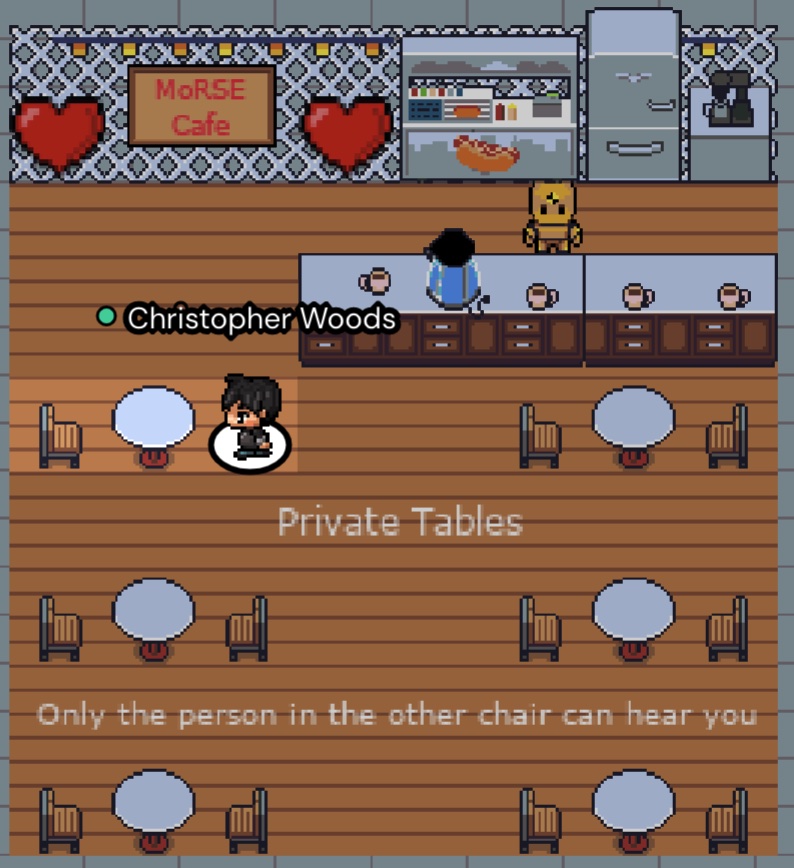 MoRSE
Cafe
Christopher Woods
Private Tables
Only the person in the other chair can hear you